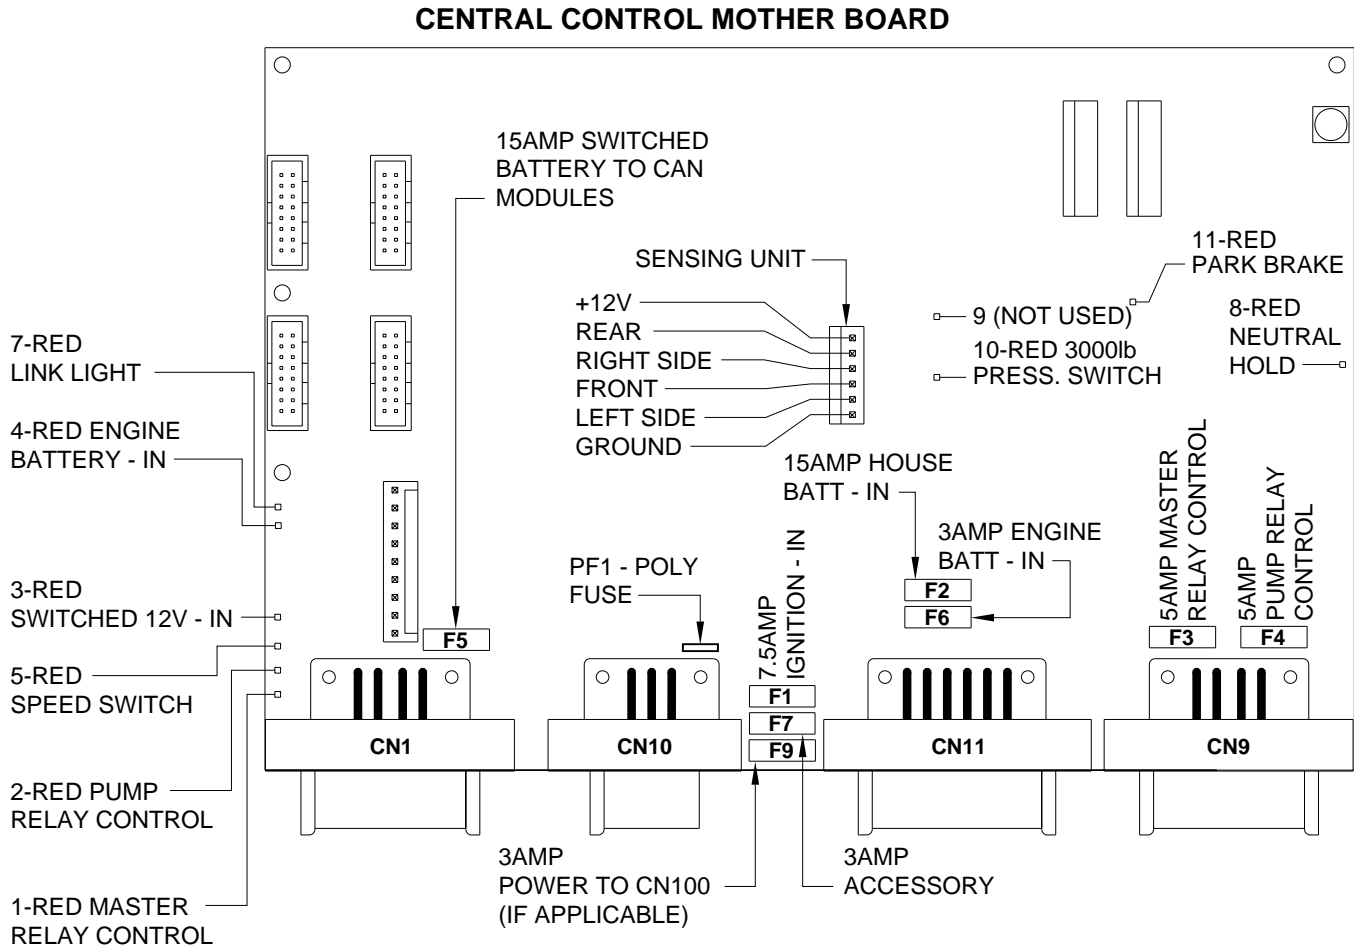 CENTRAL CONTROL MOTHER BOARD
15AMP SWITCHED
BATTERY TO CAN
MODULES
SENSING UNIT
+12V
REAR
RIGHT SIDE
FRONT
LEFT SIDE
GROUND
11-RED
PARK BRAKE
9 (NOT USED)
10-RED 3000lb
PRESS. SWITCH
8-RED
NEUTRAL
HOLD
7-RED
LINK LIGHT
4-RED ENGINE
BATTERY - IN
3-RED
SWITCHED 12V - IN
5-RED
SPEED SWITCH
2-RED PUMP
RELAY CONTROL
1-RED MASTER
RELAY CONTROL
15AMP HOUSE
BATT - IN
3AMP ENGINE
BATT - IN
PF1 - POLY
FUSE
7.5AMP
IGNITION - IN
5AMP MASTER
RELAY CONTROL
5AMP
PUMP RELAY
CONTROL
F5
F2
F6
F3
F4
F1
F7
F9
CN1
CN10
CN11
CN9
3AMP
POWER TO CN100
(IF APPLICABLE)
3AMP
ACCESSORY